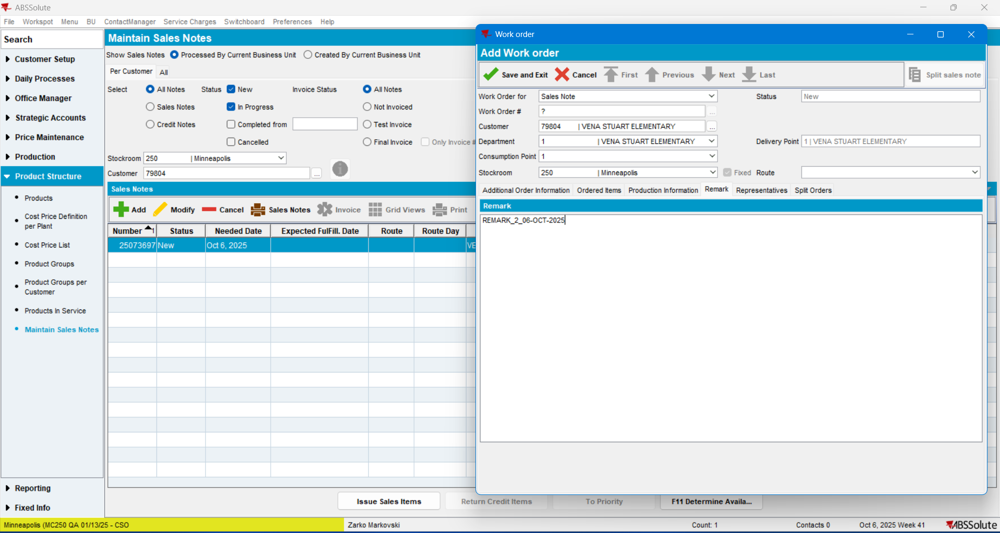 ABSSolute
File Workspot Menu BU ContactManager Service Charges Switchboard Preferences Help
Search
Customer Setup
Daily Processes
Office Manager
Strategic Accounts
Price Maintenance
Production
Product Structure
Products
Cost Price Definition
per Plant
Cost Price List
Product Groups
Product Groups per
Customer
Products In Service
Maintain Sales Notes
Reporting
Fixed Info
Maintain Sales Notes
Show Sales Notes Processed By Current Business Unit Created By Current Business Unit
Per Customer All
Select All Notes Status New Invoice Status All Notes
Sales Notes In Progress Not Invoiced
Credit Notes Completed from Test Invoice
Cancelled Final Invoice Only Invoice #
Stockroom 250 | Minneapolis
Customer 79804 ...
Sales Notes
Add Modify Cancel Sales Notes Invoice Grid Views Print
Number 1 Status Needed Date Expected FulFill. Date Route Route Day
25073697 New Oct 6, 2025 VE
Issue Sales Items Return Credit Items To Priority F11 Determine Availa...
Work order
Add Work order
Save and Exit Cancel First Previous Next Last Split sales note
Work Order for Sales Note Status New
Work Order # ? ...
Customer 79804 | VENA STUART ELEMENTARY ...
Department 1 | VENA STUART ELEMENTARY Delivery Point 1 | VENA STUART ELEMENTARY
Consumption Point 1
Stockroom 250 | Minneapolis Fixed Route
Additional Order Information Ordered Items Production Information Remark Representatives Split Orders
Remark
REMARK_2_06-OCT-2025
Minneapolis (MC250 QA 01/13/25 - CSO Zarko Markovski Count: 1 Contacts 0 Oct 6, 2025 Week 41 ABSSolute